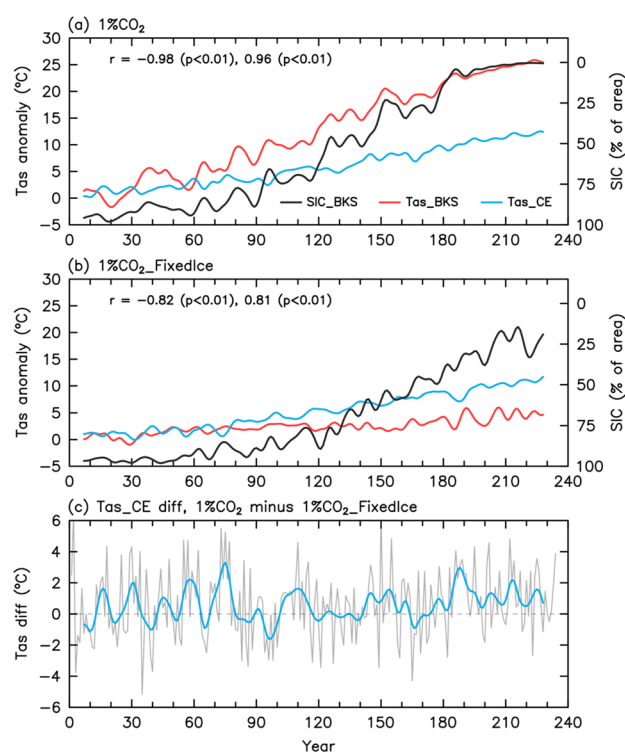 (a) 1%CO₂
r = −0.98 (p<0.01), 0.96 (p<0.01)
Tas anomaly (°C)
30
25
20
15
10
5
0
−5
SIC (% of area)
0
25
50
75
100
SIC_BKS Tas_BKS Tas_CE
0 30 60 90 120 150 180 210 240
(b) 1%CO₂_FixedIce
r = −0.82 (p<0.01), 0.81 (p<0.01)
Tas anomaly (°C)
30
25
20
15
10
5
0
−5
SIC (% of area)
0
25
50
75
100
0 30 60 90 120 150 180 210 240
(c) Tas_CE diff, 1%CO₂ minus 1%CO₂_FixedIce
Tas diff (°C)
6
4
2
0
−2
−4
−6
0 30 60 90 120 150 180 210 240
Year